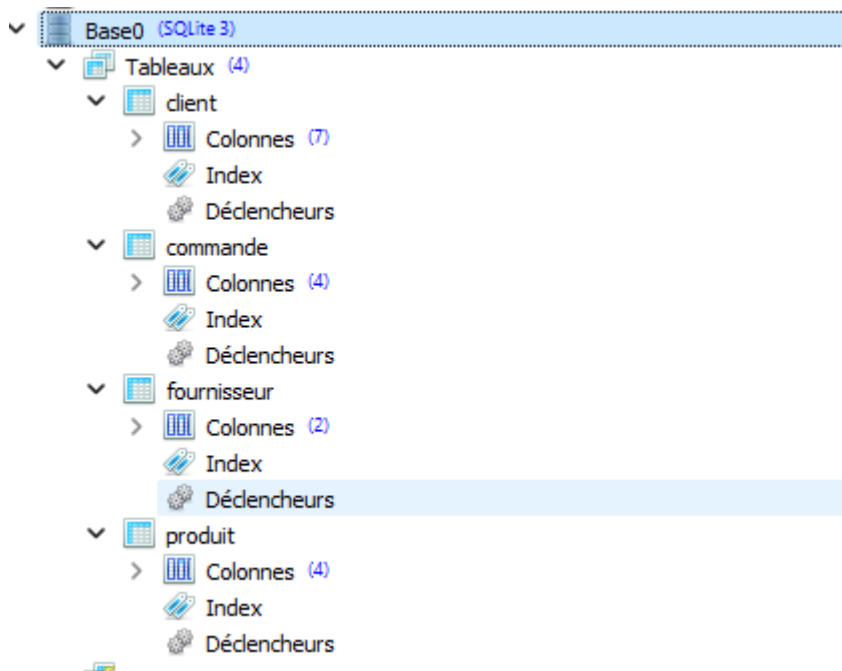 Base0 (SQLite 3)
Tableaux (4)
client
Colonnes (7)
Index
Déclencheurs
commande
Colonnes (4)
Index
Déclencheurs
fournisseur
Colonnes (2)
Index
Déclencheurs
produit
Colonnes (4)
Index
Déclencheurs